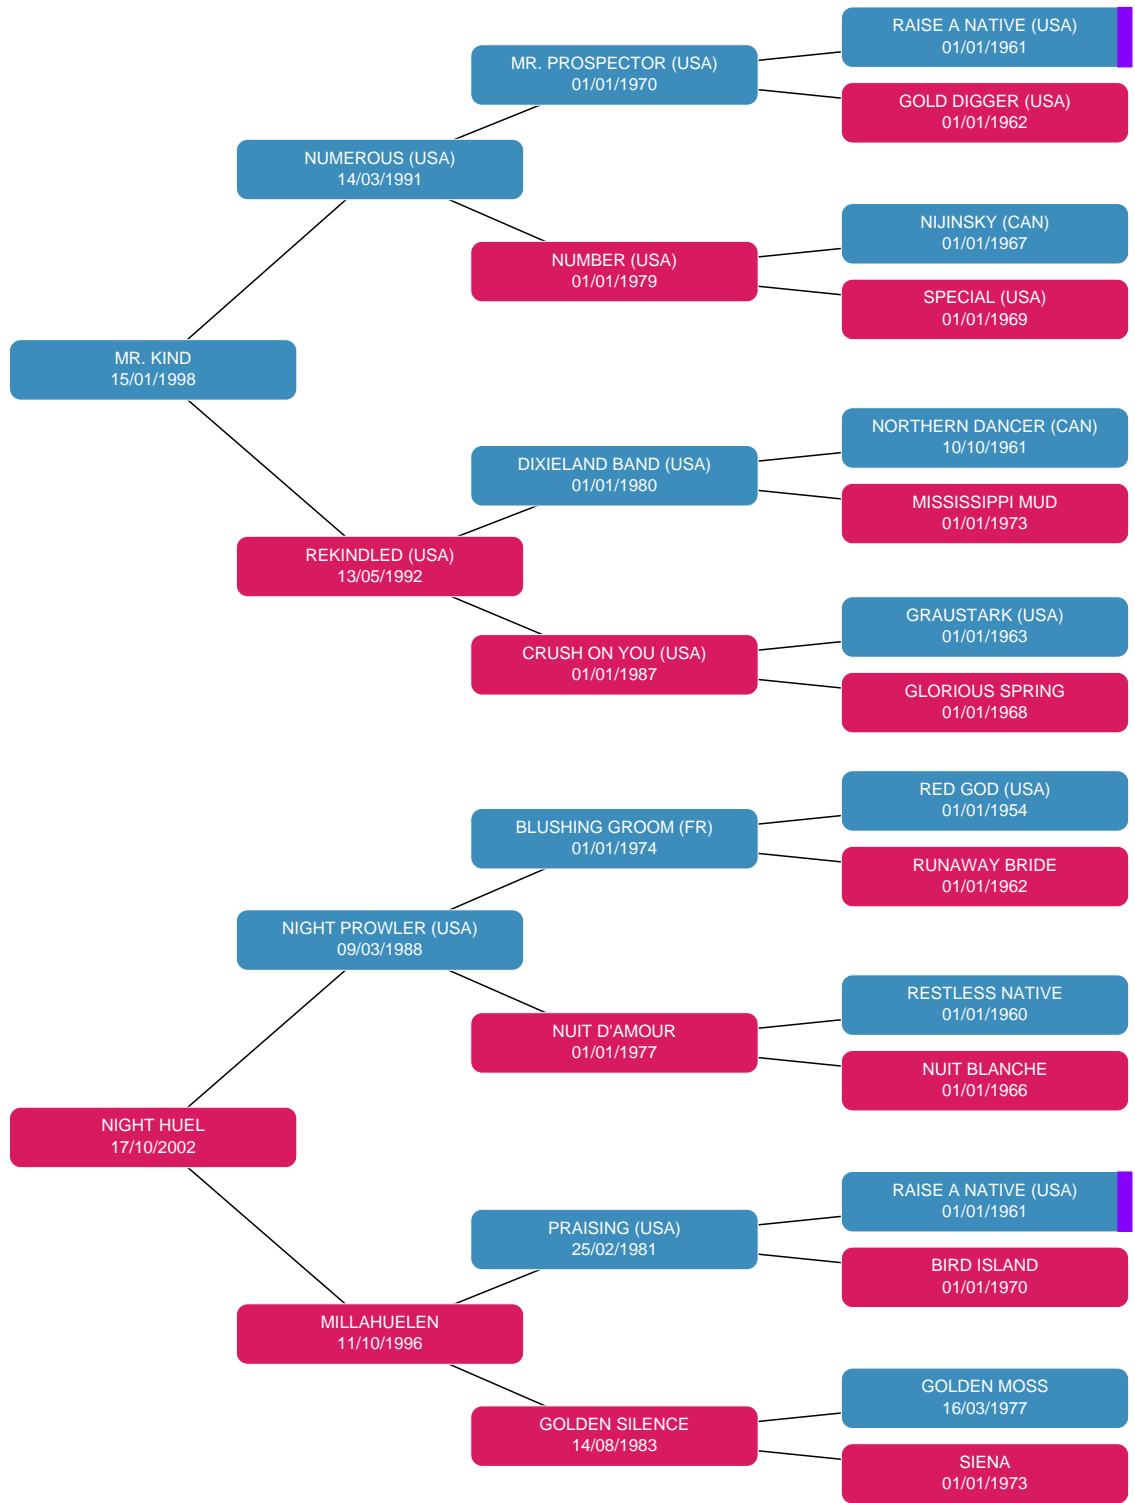 RAISE A NATIVE (USA)
01/01/1961
MR. PROSPECTOR (USA)
01/01/1970
GOLD DIGGER (USA)
01/01/1962
NUMEROUS (USA)
14/03/1991
NIJINSKY (CAN)
01/01/1967
NUMBER (USA)
01/01/1979
SPECIAL (USA)
01/01/1969
MR. KIND
15/01/1998
NORTHERN DANCER (CAN)
10/10/1961
DIXIELAND BAND (USA)
01/01/1980
MISSISSIPPI MUD
01/01/1973
REKINDLED (USA)
13/05/1992
GRAUSTARK (USA)
01/01/1963
CRUSH ON YOU (USA)
01/01/1987
GLORIOUS SPRING
01/01/1968
RED GOD (USA)
01/01/1954
BLUSHING GROOM (FR)
01/01/1974
RUNAWAY BRIDE
01/01/1962
NIGHT PROWLER (USA)
09/03/1988
RESTLESS NATIVE
01/01/1960
NUIT D'AMOUR
01/01/1977
NUIT BLANCHE
01/01/1966
NIGHT HUEL
17/10/2002
RAISE A NATIVE (USA)
01/01/1961
PRAISING (USA)
25/02/1981
BIRD ISLAND
01/01/1970
MILLAHUELEN
11/10/1996
GOLDEN MOSS
16/03/1977
GOLDEN SILENCE
14/08/1983
SIENA
01/01/1973